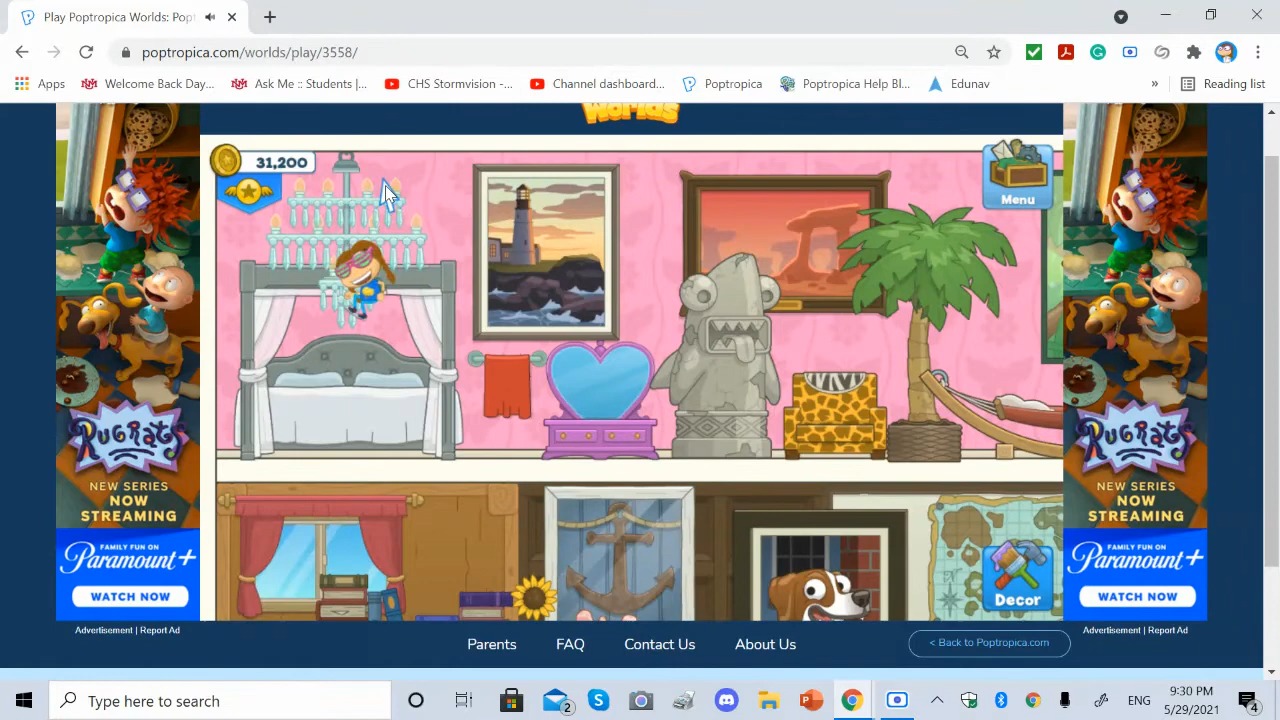 Play Poptropica
poptropica.com/worlds/play/3558/
Apps
Welcome Back Day...
Ask Me :: Students |...
CHS Stormvision -...
Channel dashboard...
Poptropica
Poptropica Help Bl...
Edunav
»
Reading list
Worlds
31,200
Menu
Decor
RUGRATS
NEW SERIES
NOW
STREAMING
FAMILY FUN ON
Paramount+
WATCH NOW
Advertisement | Report Ad
RUGRATS
NEW SERIES
NOW
STREAMING
FAMILY FUN ON
Paramount+
WATCH NOW
Advertisement | Report Ad
Parents
FAQ
Contact Us
About Us
< Back to Poptropica.com
Type here to search
2
ENG
9:30 PM
5/29/2021
4